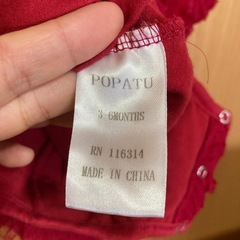 POPATU
3-6MONTHS
RN 116314
MADE IN CHINA